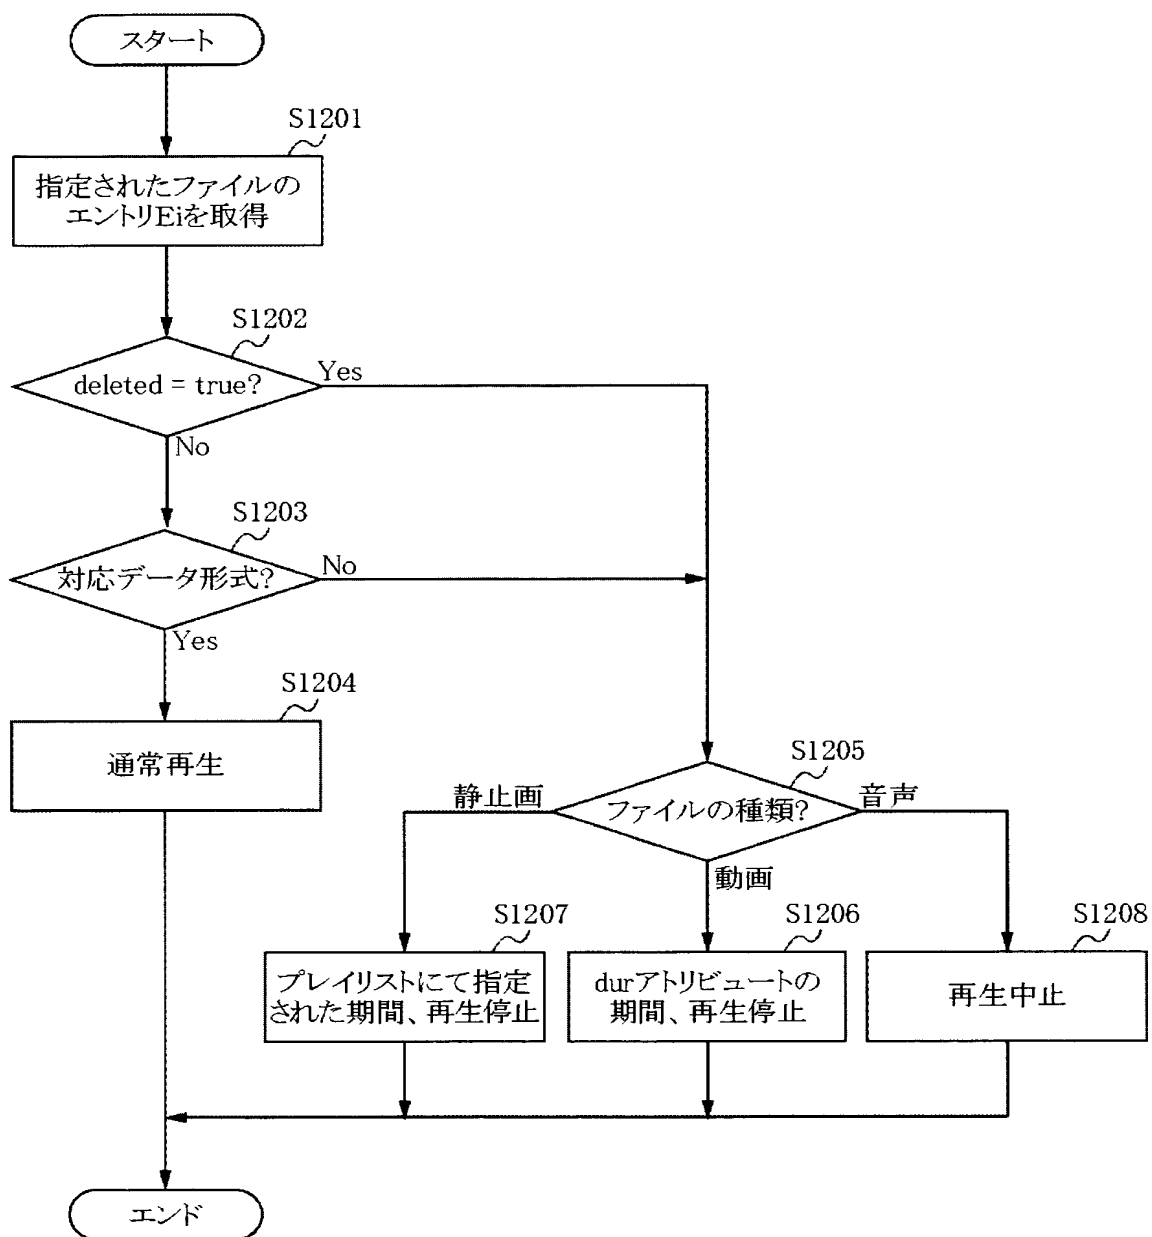 スタート
S1201
指定されたファイルの
エントリEiを取得
S1202
deleted = true?
Yes
No
S1203
対応データ形式?
No
Yes
S1204
通常再生
S1205
ファイルの種類?
静止画
音声
動画
S1207
プレイリストにて指定
された期間、再生停止
S1206
durアトリビュートの
期間、再生停止
S1208
再生中止
エンド